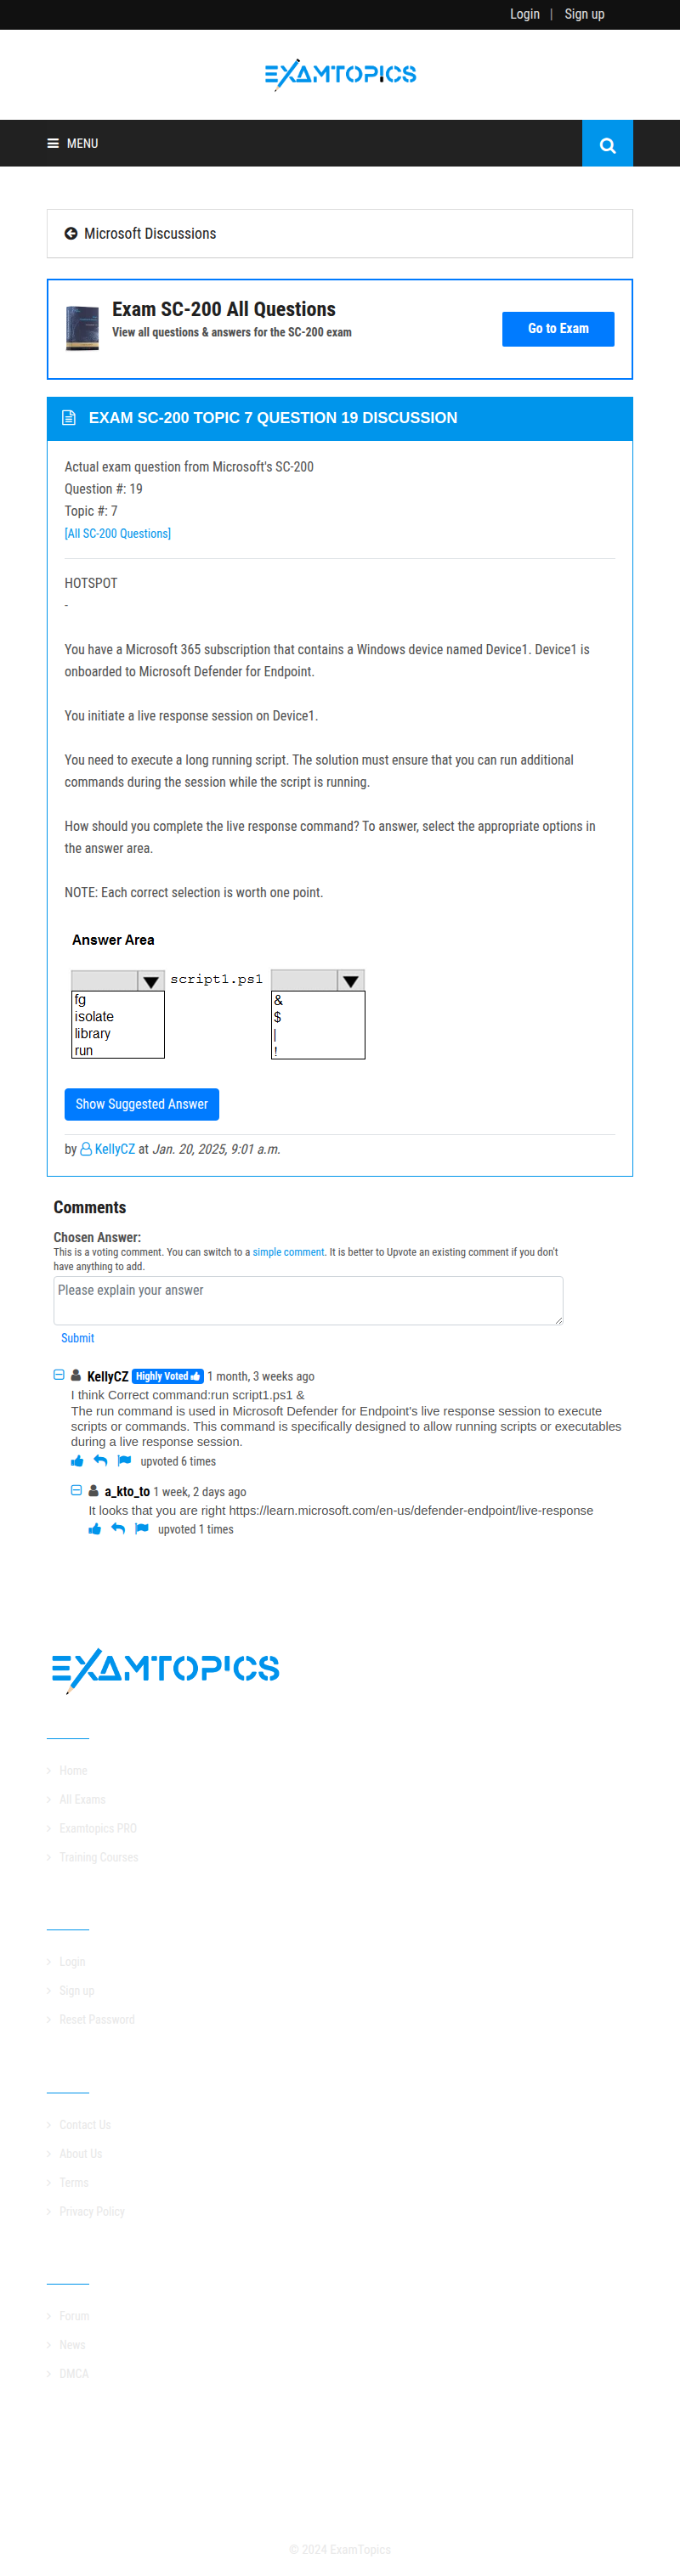 Login | Sign up
EXAMTOPICS
MENU
Microsoft Discussions
Exam SC-200 All Questions
View all questions & answers for the SC-200 exam
Go to Exam
EXAM SC-200 TOPIC 7 QUESTION 19 DISCUSSION
Actual exam question from Microsoft's SC-200
Question #: 19
Topic #: 7
[All SC-200 Questions]
HOTSPOT
-
You have a Microsoft 365 subscription that contains a Windows device named Device1. Device1 is
onboarded to Microsoft Defender for Endpoint.
You initiate a live response session on Device1.
You need to execute a long running script. The solution must ensure that you can run additional
commands during the session while the script is running.
How should you complete the live response command? To answer, select the appropriate options in
the answer area.
NOTE: Each correct selection is worth one point.
Answer Area
script1.ps1
fg
isolate
library
run
&
$
|
!
Show Suggested Answer
by KellyCZ at Jan. 20, 2025, 9:01 a.m.
Comments
Chosen Answer:
This is a voting comment. You can switch to a simple comment. It is better to Upvote an existing comment if you don't
have anything to add.
Please explain your answer
Submit
KellyCZ Highly Voted 1 month, 3 weeks ago
I think Correct command:run script1.ps1 &
The run command is used in Microsoft Defender for Endpoint's live response session to execute
scripts or commands. This command is specifically designed to allow running scripts or executables
during a live response session.
upvoted 6 times
a_kto_to 1 week, 2 days ago
It looks that you are right https://learn.microsoft.com/en-us/defender-endpoint/live-response
upvoted 1 times
EXAMTOPICS
Home
All Exams
Examtopics PRO
Training Courses
Login
Sign up
Reset Password
Contact Us
About Us
Terms
Privacy Policy
Forum
News
DMCA
© 2024 ExamTopics